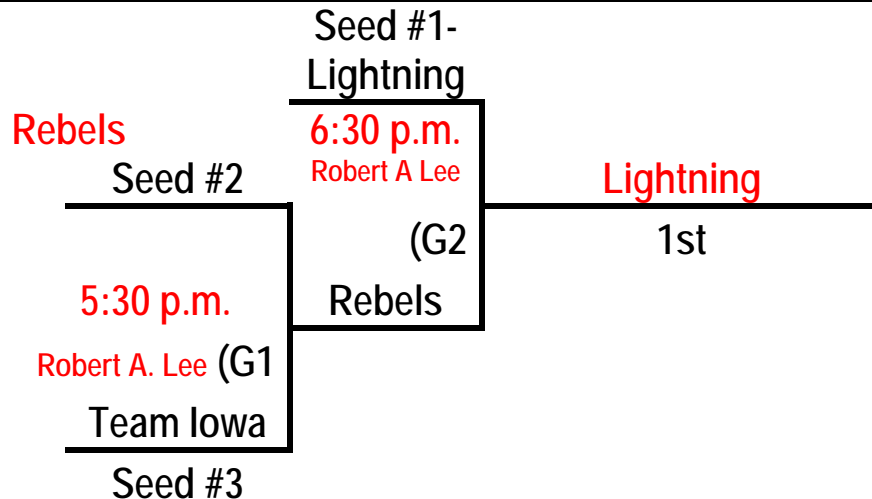 Seed #1-
Lightning
Rebels
6:30 p.m.
Seed #2
Robert A Lee
Lightning
(G2
1st
5:30 p.m.
Rebels
Robert A. Lee (G1
Team Iowa
Seed #3